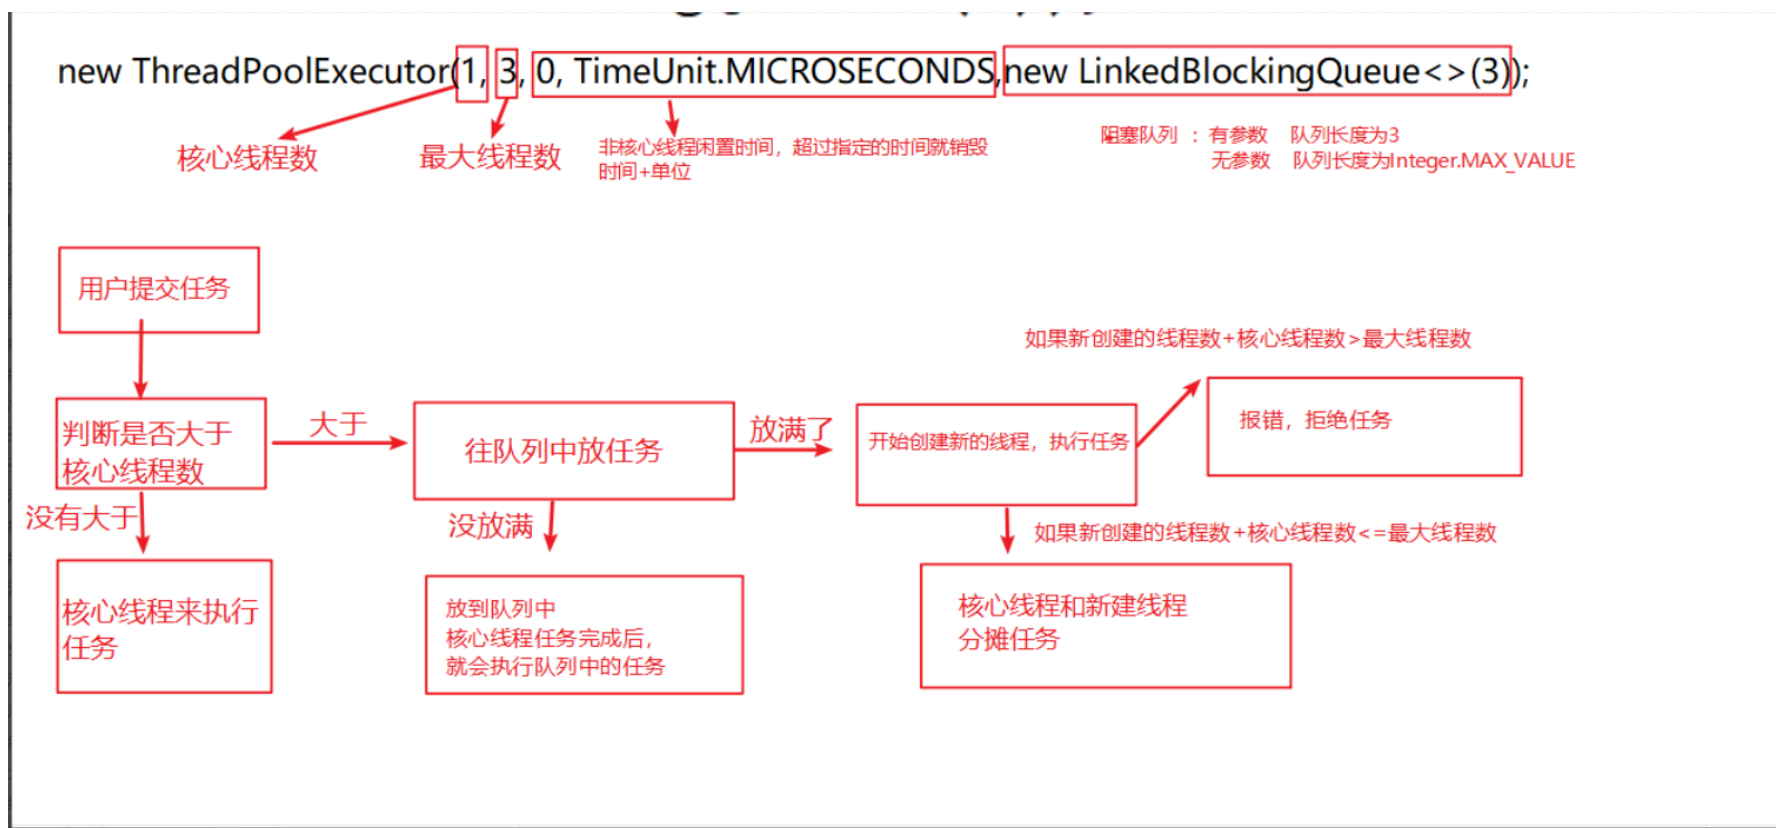 new ThreadPoolExecutor(1, 3, 0, TimeUnit.MICROSECONDS,new LinkedBlockingQueue<>(3));
核心线程数
最大线程数
非核心线程闲置时间，超过指定的时间就销毁
时间+单位
阻塞队列 ：有参数 队列长度为3
无参数 队列长度为Integer.MAX_VALUE
用户提交任务
如果新创建的线程数+核心线程数>最大线程数
判断是否大于
核心线程数
大于
往队列中放任务
放满了
开始创建新的线程，执行任务
报错，拒绝任务
没有大于
没放满
如果新创建的线程数+核心线程数<=最大线程数
核心线程来执行
任务
放到队列中
核心线程任务完成后，
就会执行队列中的任务
核心线程和新建线程
分摊任务